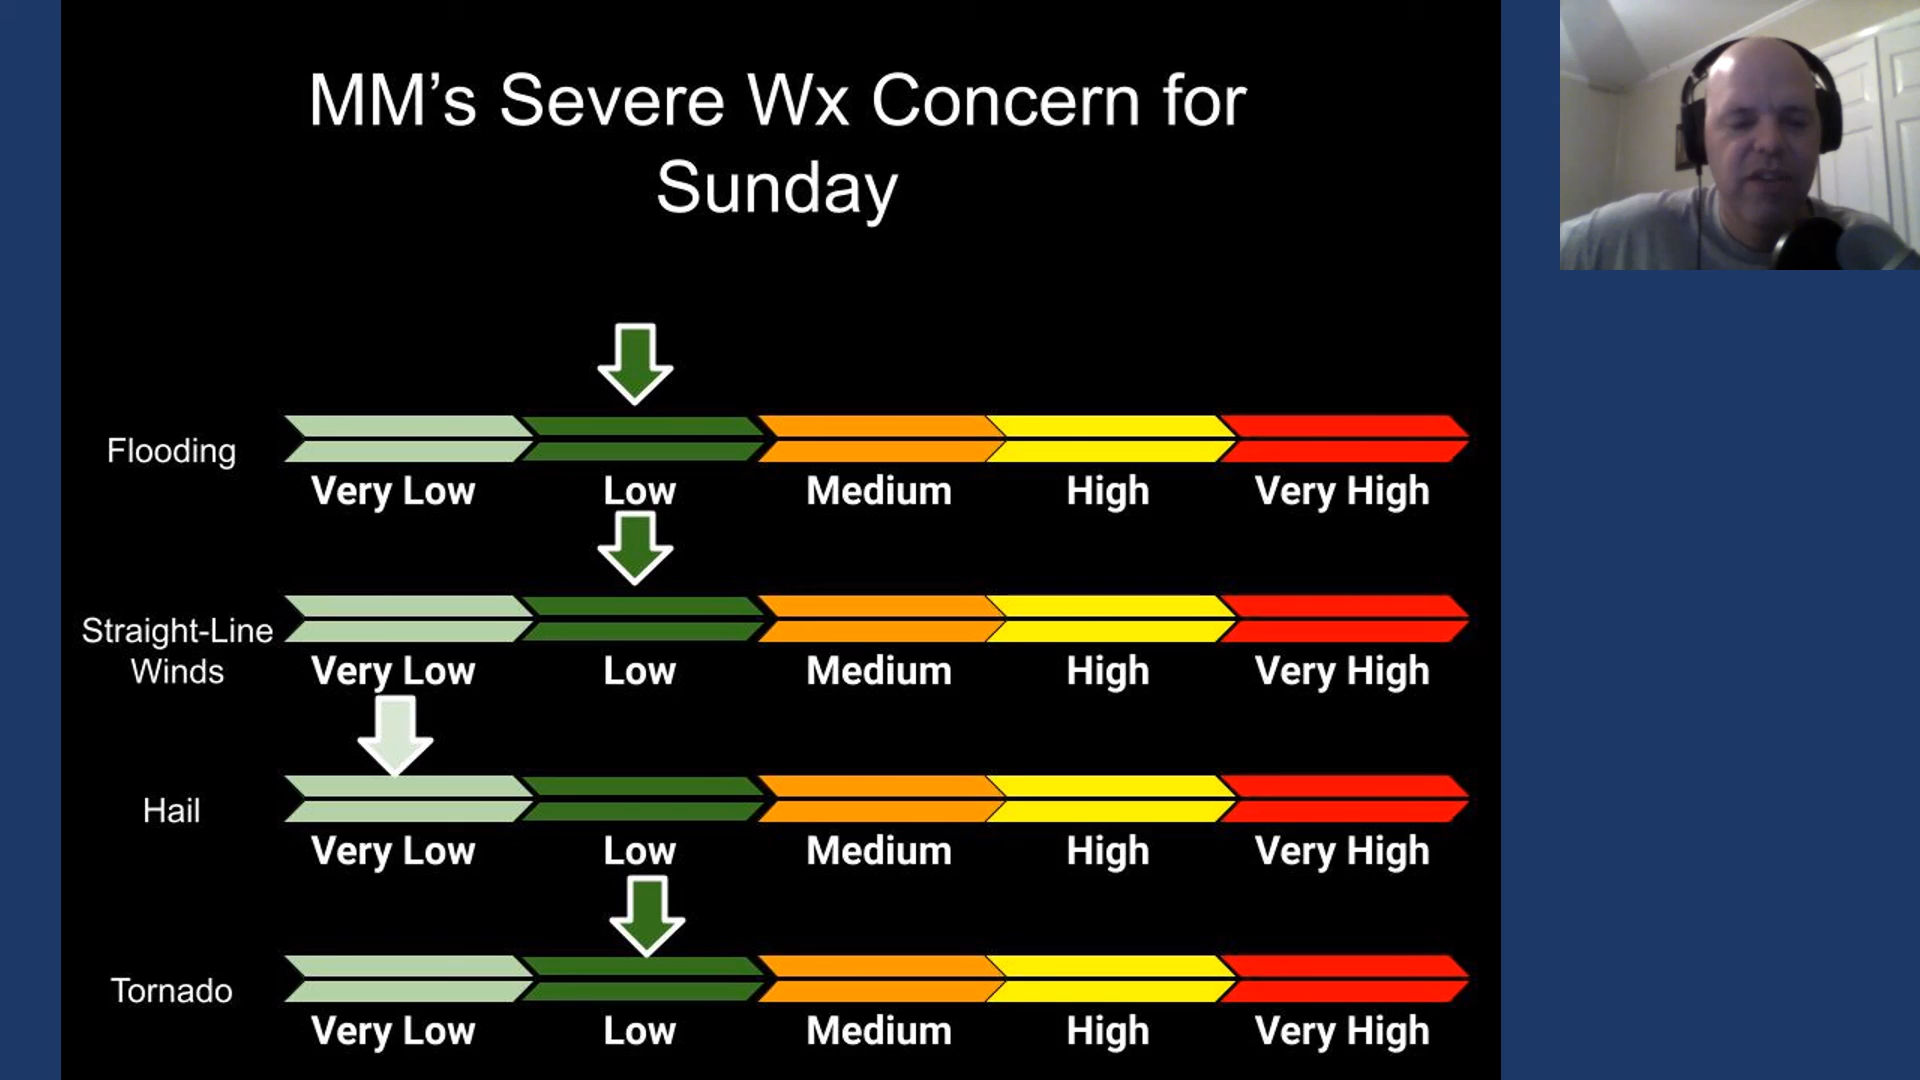 MM’s Severe Wx Concern for
Sunday
Flooding
Very Low Low Medium High Very High
Straight-Line
Winds
Very Low Low Medium High Very High
Hail
Very Low Low Medium High Very High
Tornado
Very Low Low Medium High Very High